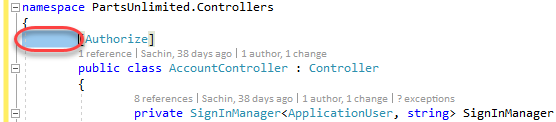 namespace PartsUnlimited.Controllers
{
[Authorize]
1 reference | Sachin, 38 days ago | 1 author, 1 change
public class AccountController : Controller
{
8 references | Sachin, 38 days ago | 1 author, 1 change | ? exceptions
private SignInManager<ApplicationUser, string> SignInManager